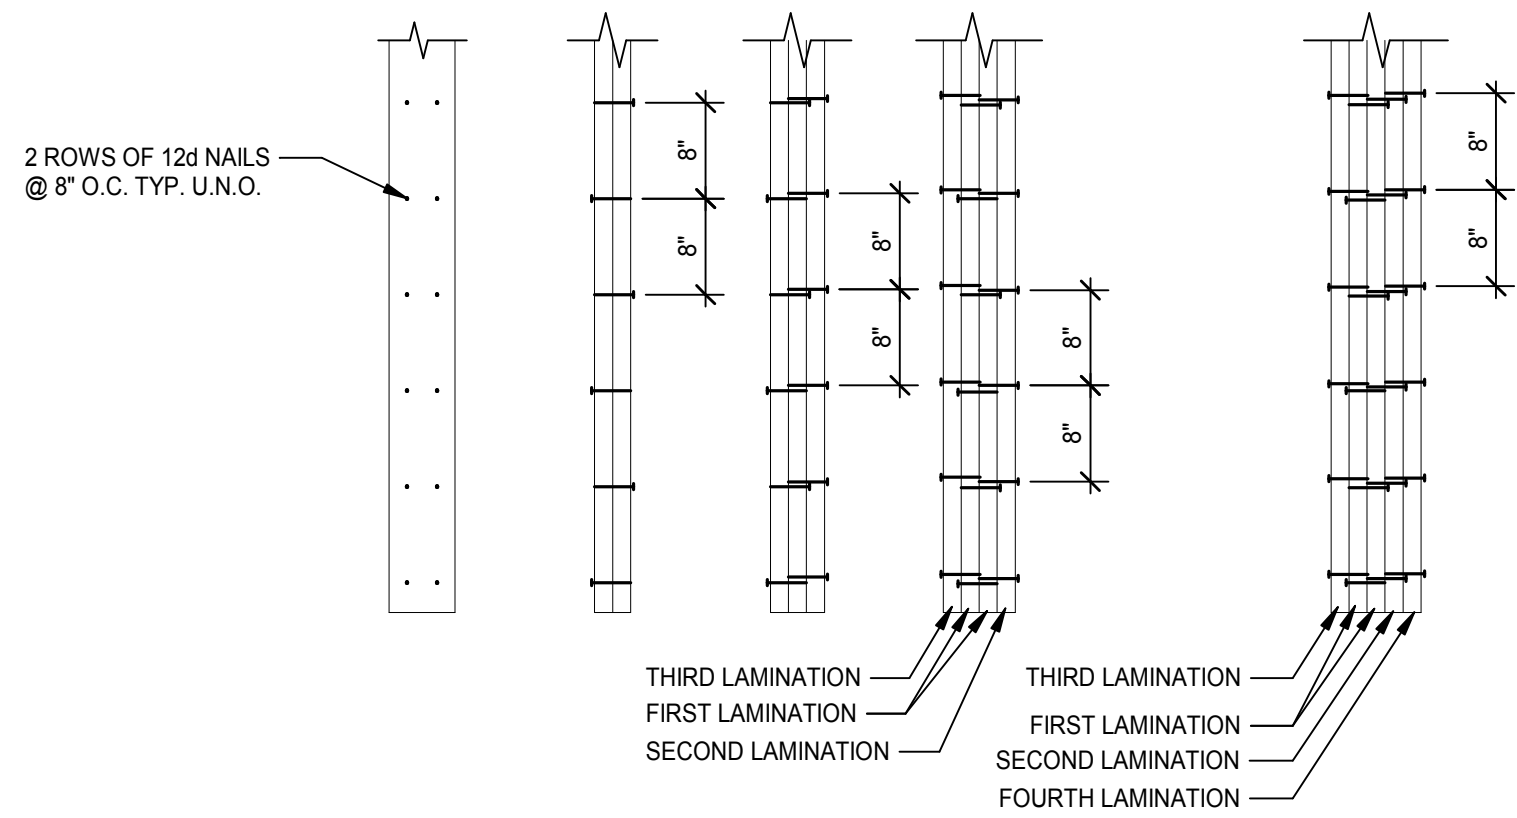 2 ROWS OF 12d NAILS
@ 8" O.C. TYP. U.N.O.
8"
8"
8"
8"
8"
8"
8"
8"
THIRD LAMINATION
FIRST LAMINATION
SECOND LAMINATION
THIRD LAMINATION
FIRST LAMINATION
SECOND LAMINATION
FOURTH LAMINATION